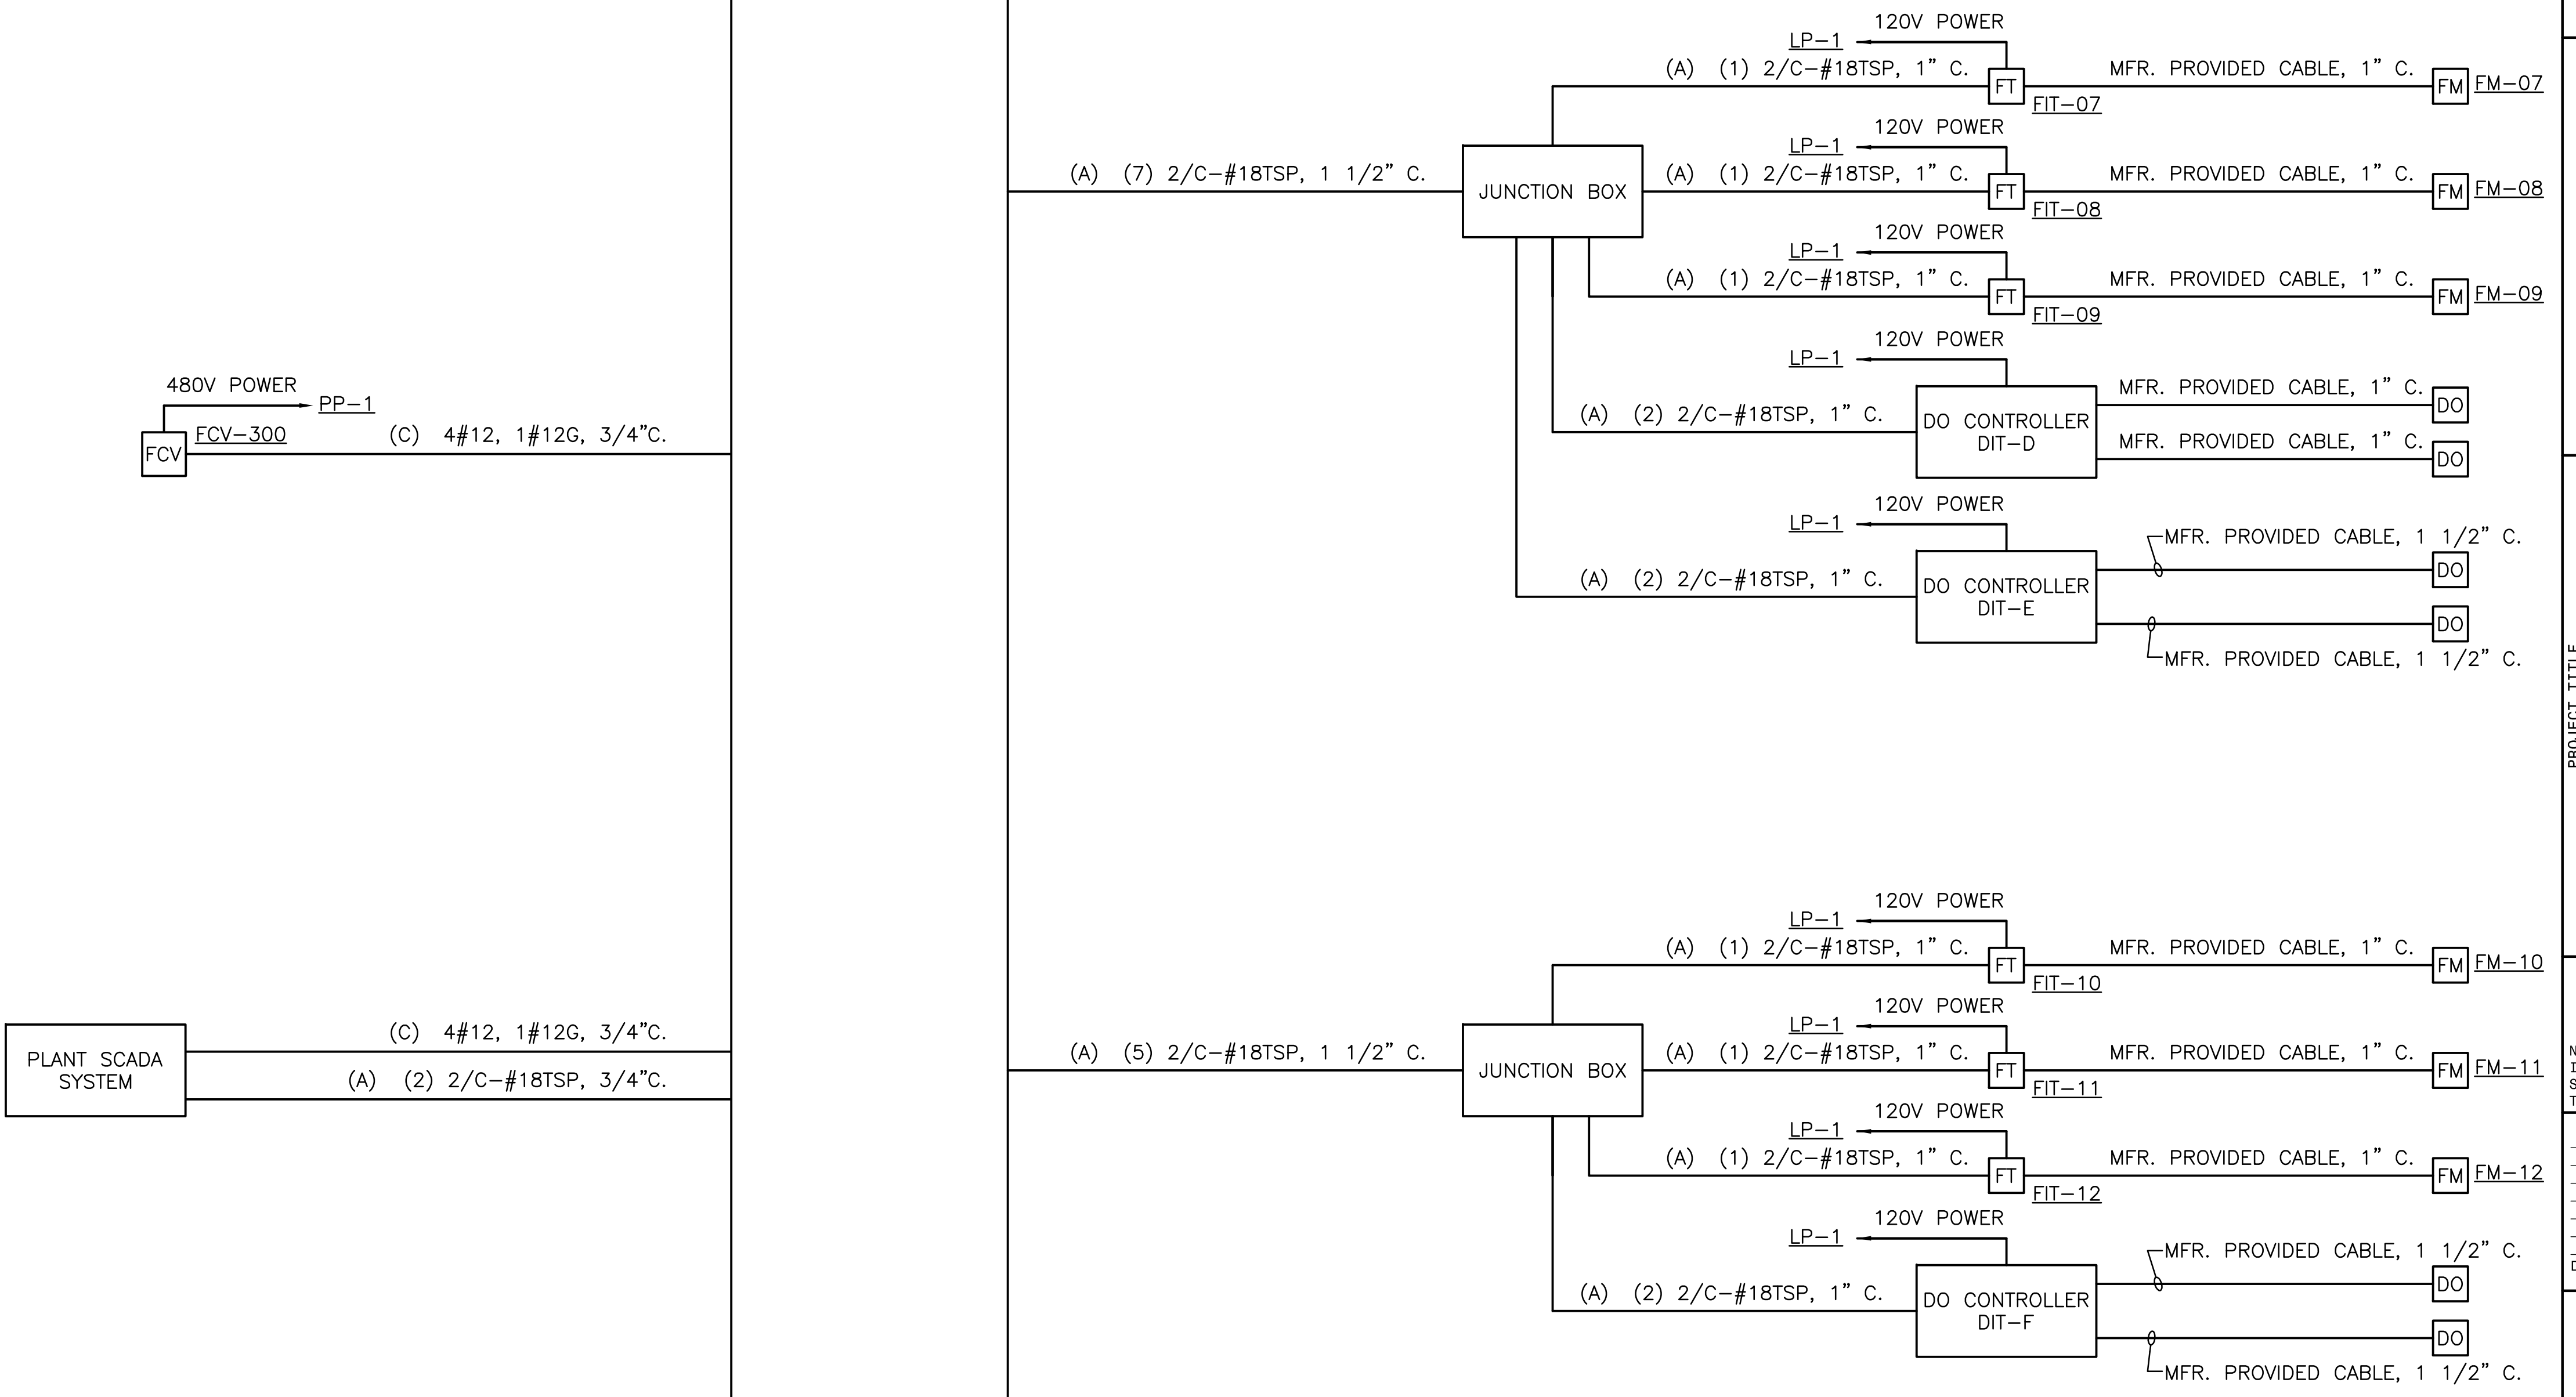 120V POWER
LP-1
(A) (1) 2/C-#18TSP, 1" C.
MFR. PROVIDED CABLE, 1" C.
FT
FIT-07
FM
FM-07
120V POWER
LP-1
(A) (7) 2/C-#18TSP, 1 1/2" C.
JUNCTION BOX
(A) (1) 2/C-#18TSP, 1" C.
MFR. PROVIDED CABLE, 1" C.
FT
FIT-08
FM
FM-08
120V POWER
LP-1
(A) (1) 2/C-#18TSP, 1" C.
MFR. PROVIDED CABLE, 1" C.
FT
FIT-09
FM
FM-09
120V POWER
LP-1
480V POWER
PP-1
FCV
FCV-300
(C) 4#12, 1#12G, 3/4"C.
(A) (2) 2/C-#18TSP, 1" C.
DO CONTROLLER
DIT-D
MFR. PROVIDED CABLE, 1" C.
DO
MFR. PROVIDED CABLE, 1" C.
DO
120V POWER
LP-1
(A) (2) 2/C-#18TSP, 1" C.
DO CONTROLLER
DIT-E
MFR. PROVIDED CABLE, 1 1/2" C.
DO
DO
MFR. PROVIDED CABLE, 1 1/2" C.
PROJECT TITLE
120V POWER
LP-1
(A) (1) 2/C-#18TSP, 1" C.
MFR. PROVIDED CABLE, 1" C.
FT
FIT-10
FM
FM-10
120V POWER
LP-1
PLANT SCADA
SYSTEM
(C) 4#12, 1#12G, 3/4"C.
(A) (2) 2/C-#18TSP, 3/4"C.
(A) (5) 2/C-#18TSP, 1 1/2" C.
JUNCTION BOX
(A) (1) 2/C-#18TSP, 1" C.
MFR. PROVIDED CABLE, 1" C.
FT
FIT-11
FM
FM-11
120V POWER
LP-1
(A) (1) 2/C-#18TSP, 1" C.
MFR. PROVIDED CABLE, 1" C.
FT
FIT-12
FM
FM-12
120V POWER
LP-1
(A) (2) 2/C-#18TSP, 1" C.
DO CONTROLLER
DIT-F
MFR. PROVIDED CABLE, 1 1/2" C.
DO
DO
MFR. PROVIDED CABLE, 1 1/2" C.